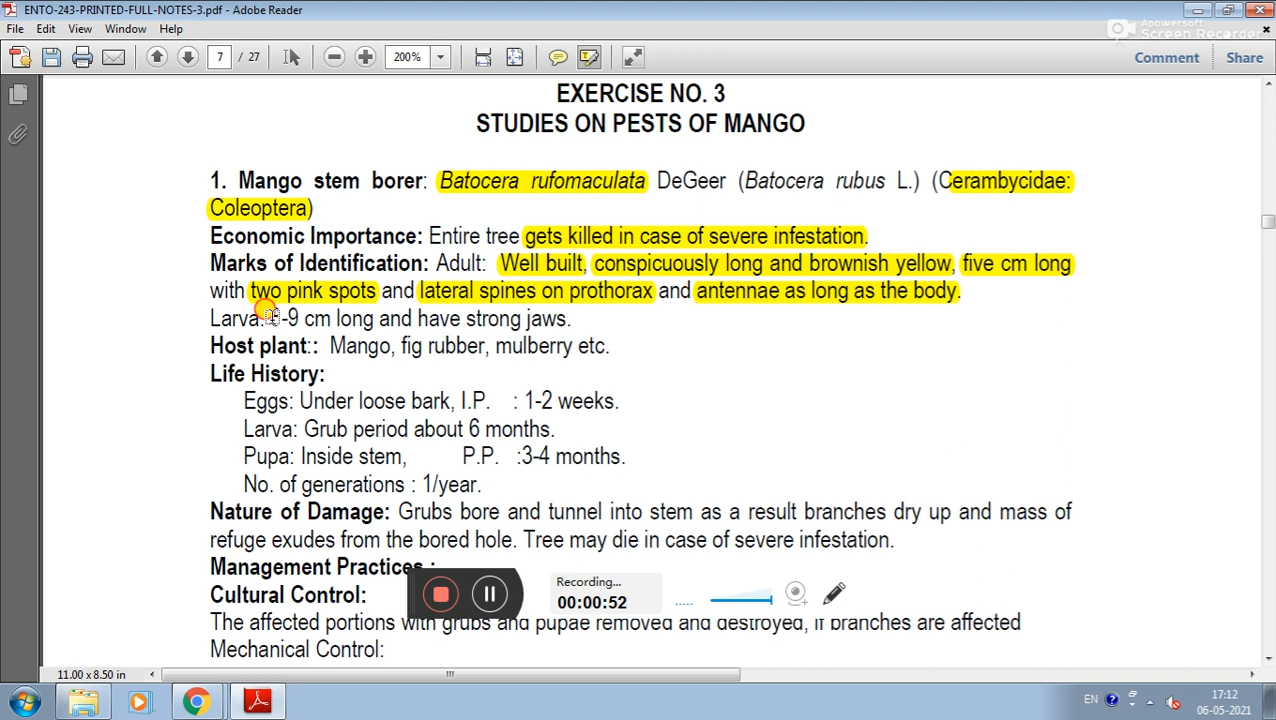 ENTO-243-PRINTED-FULL-NOTES-3.pdf - Adobe Reader
File Edit View Window Help
Apowersoft
Screen Recorder
7 / 27 200% Comment Share
EXERCISE NO. 3
STUDIES ON PESTS OF MANGO
1. Mango stem borer: Batocera rufomaculata DeGeer (Batocera rubus L.) (Cerambycidae:
Coleoptera)
Economic Importance: Entire tree gets killed in case of severe infestation.
Marks of Identification: Adult: Well built, conspicuously long and brownish yellow, five cm long
with two pink spots and lateral spines on prothorax and antennae as long as the body.
Larva: -9 cm long and have strong jaws.
Host plant:: Mango, fig rubber, mulberry etc.
Life History:
Eggs: Under loose bark, I.P. : 1-2 weeks.
Larva: Grub period about 6 months.
Pupa: Inside stem, P.P. :3-4 months.
No. of generations : 1/year.
Nature of Damage: Grubs bore and tunnel into stem as a result branches dry up and mass of
refuge exudes from the bored hole. Tree may die in case of severe infestation.
Management Practices :
Cultural Control:
The affected portions with grubs and pupae removed and destroyed, if branches are affected
Mechanical Control:
Recording...
00:00:52
11.00 x 8.50 in
EN
17:12
06-05-2021